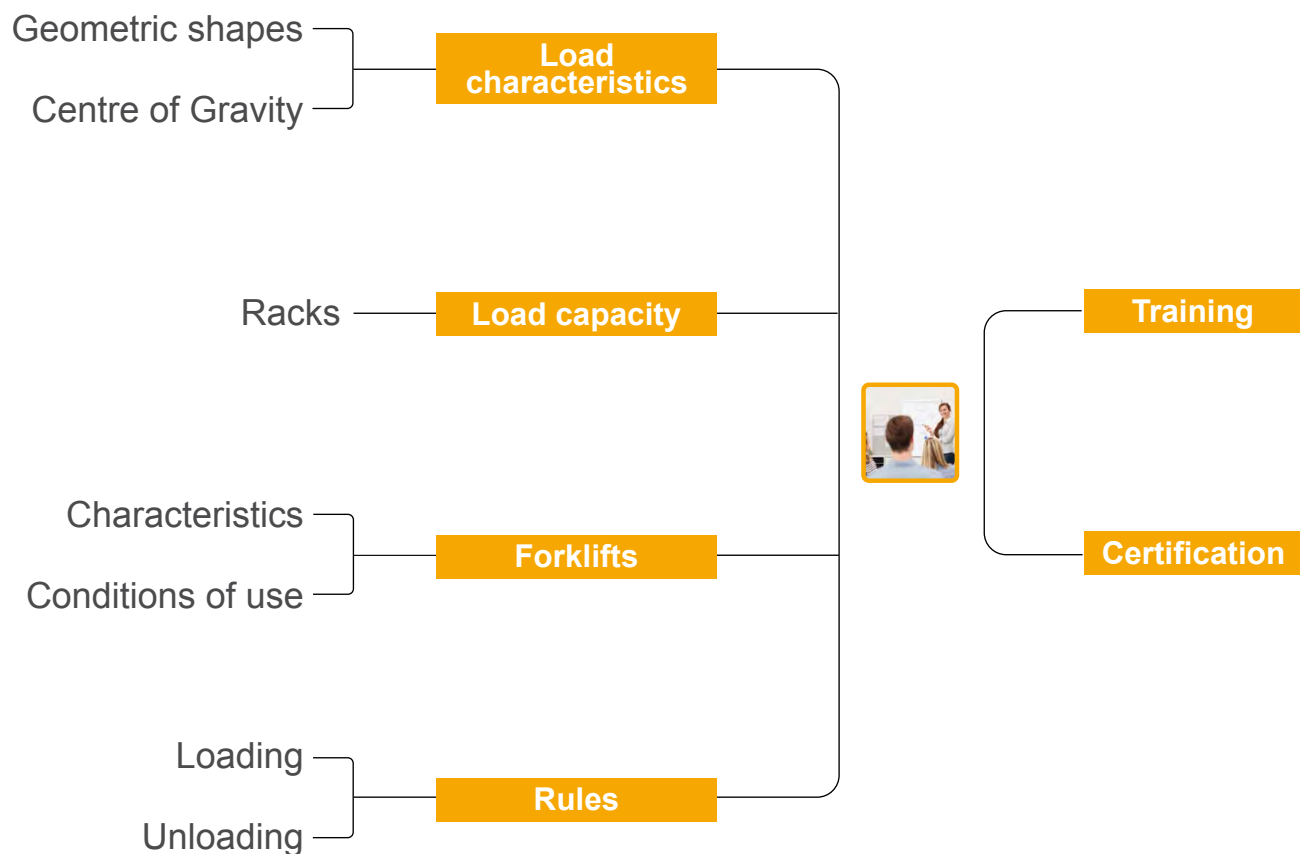 Geometric shapes
Centre of Gravity
Load
characteristics
Racks
Load capacity
Characteristics
Conditions of use
Forklifts
Loading
Unloading
Rules
Training
Certification